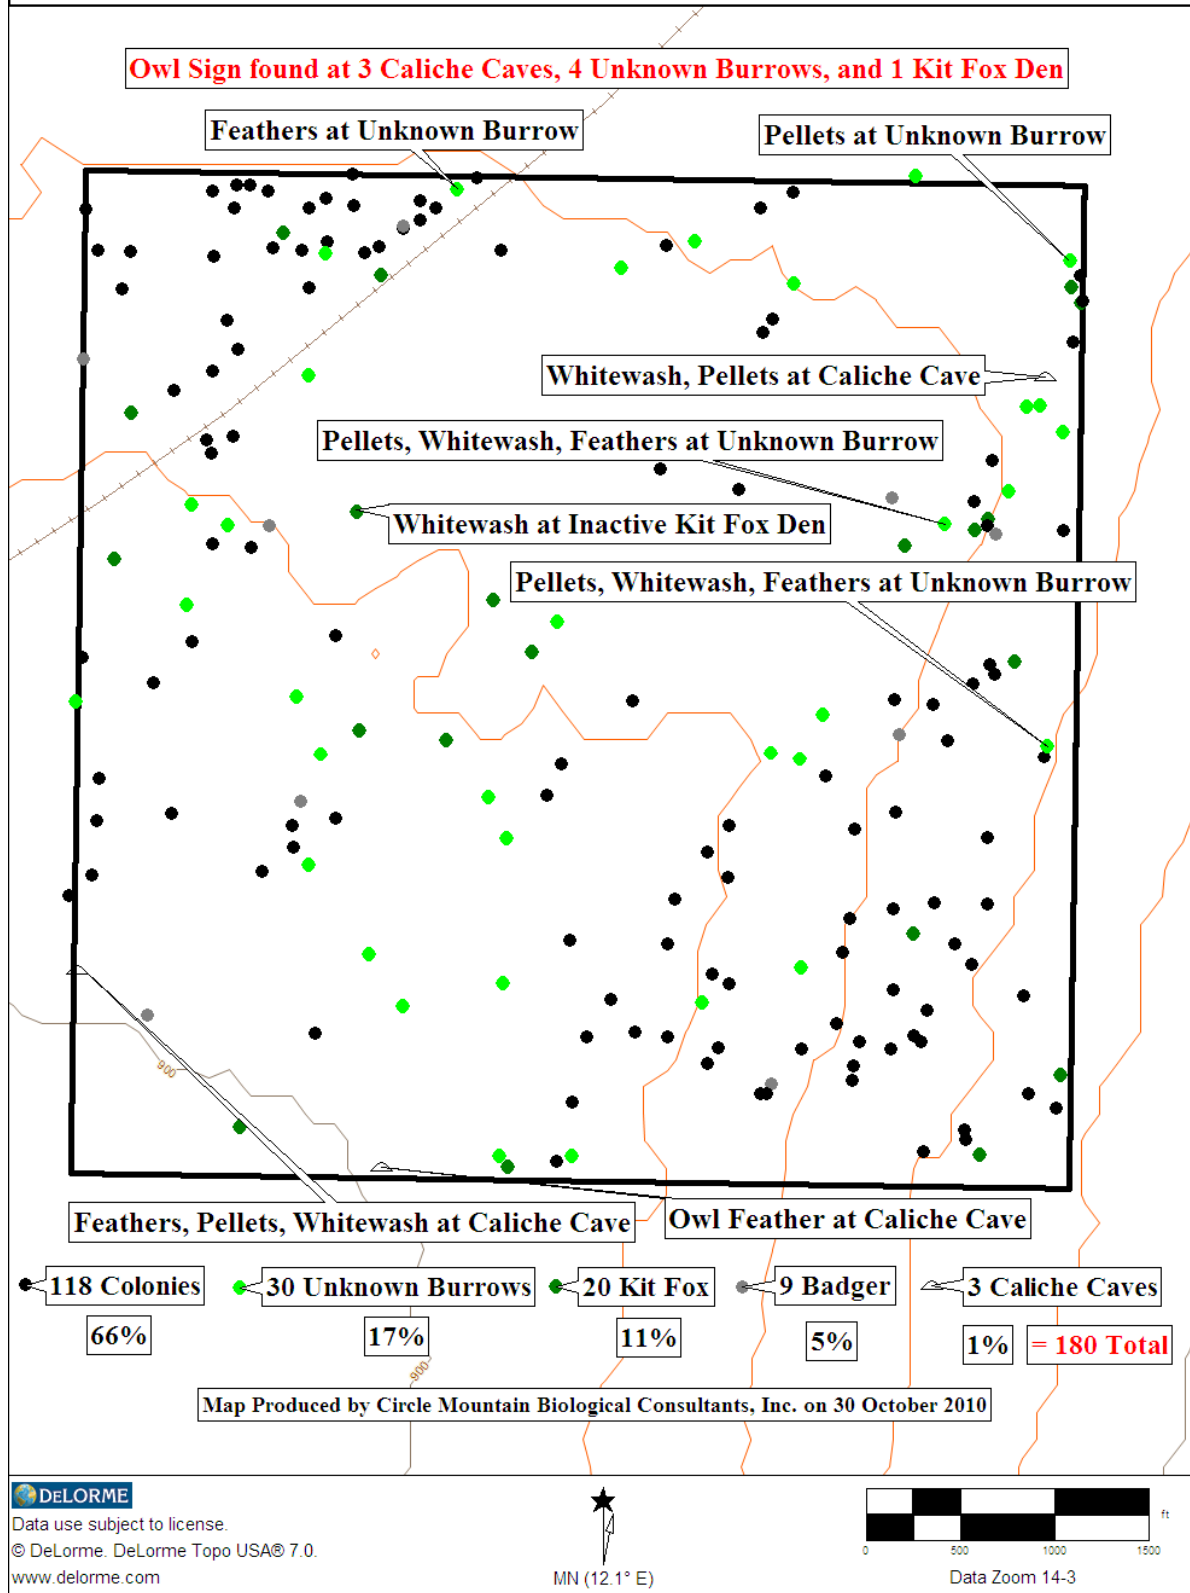 Owl Sign found at 3 Caliche Caves, 4 Unknown Burrows, and 1 Kit Fox Den
Feathers at Unknown Burrow
Pellets at Unknown Burrow
Whitewash, Pellets at Caliche Cave
Pellets, Whitewash, Feathers at Unknown Burrow
Whitewash at Inactive Kit Fox Den
Pellets, Whitewash, Feathers at Unknown Burrow
900
Feathers, Pellets, Whitewash at Caliche Cave
Owl Feather at Caliche Cave
118 Colonies
30 Unknown Burrows
20 Kit Fox
9 Badger
3 Caliche Caves
66%
17%
11%
5%
1%
= 180 Total
900
Map Produced by Circle Mountain Biological Consultants, Inc. on 30 October 2010
DELORME
Data use subject to license.
© DeLorme. DeLorme Topo USA® 7.0.
www.delorme.com
MN (12.1° E)
ft
0 500 1000 1500
Data Zoom 14-3